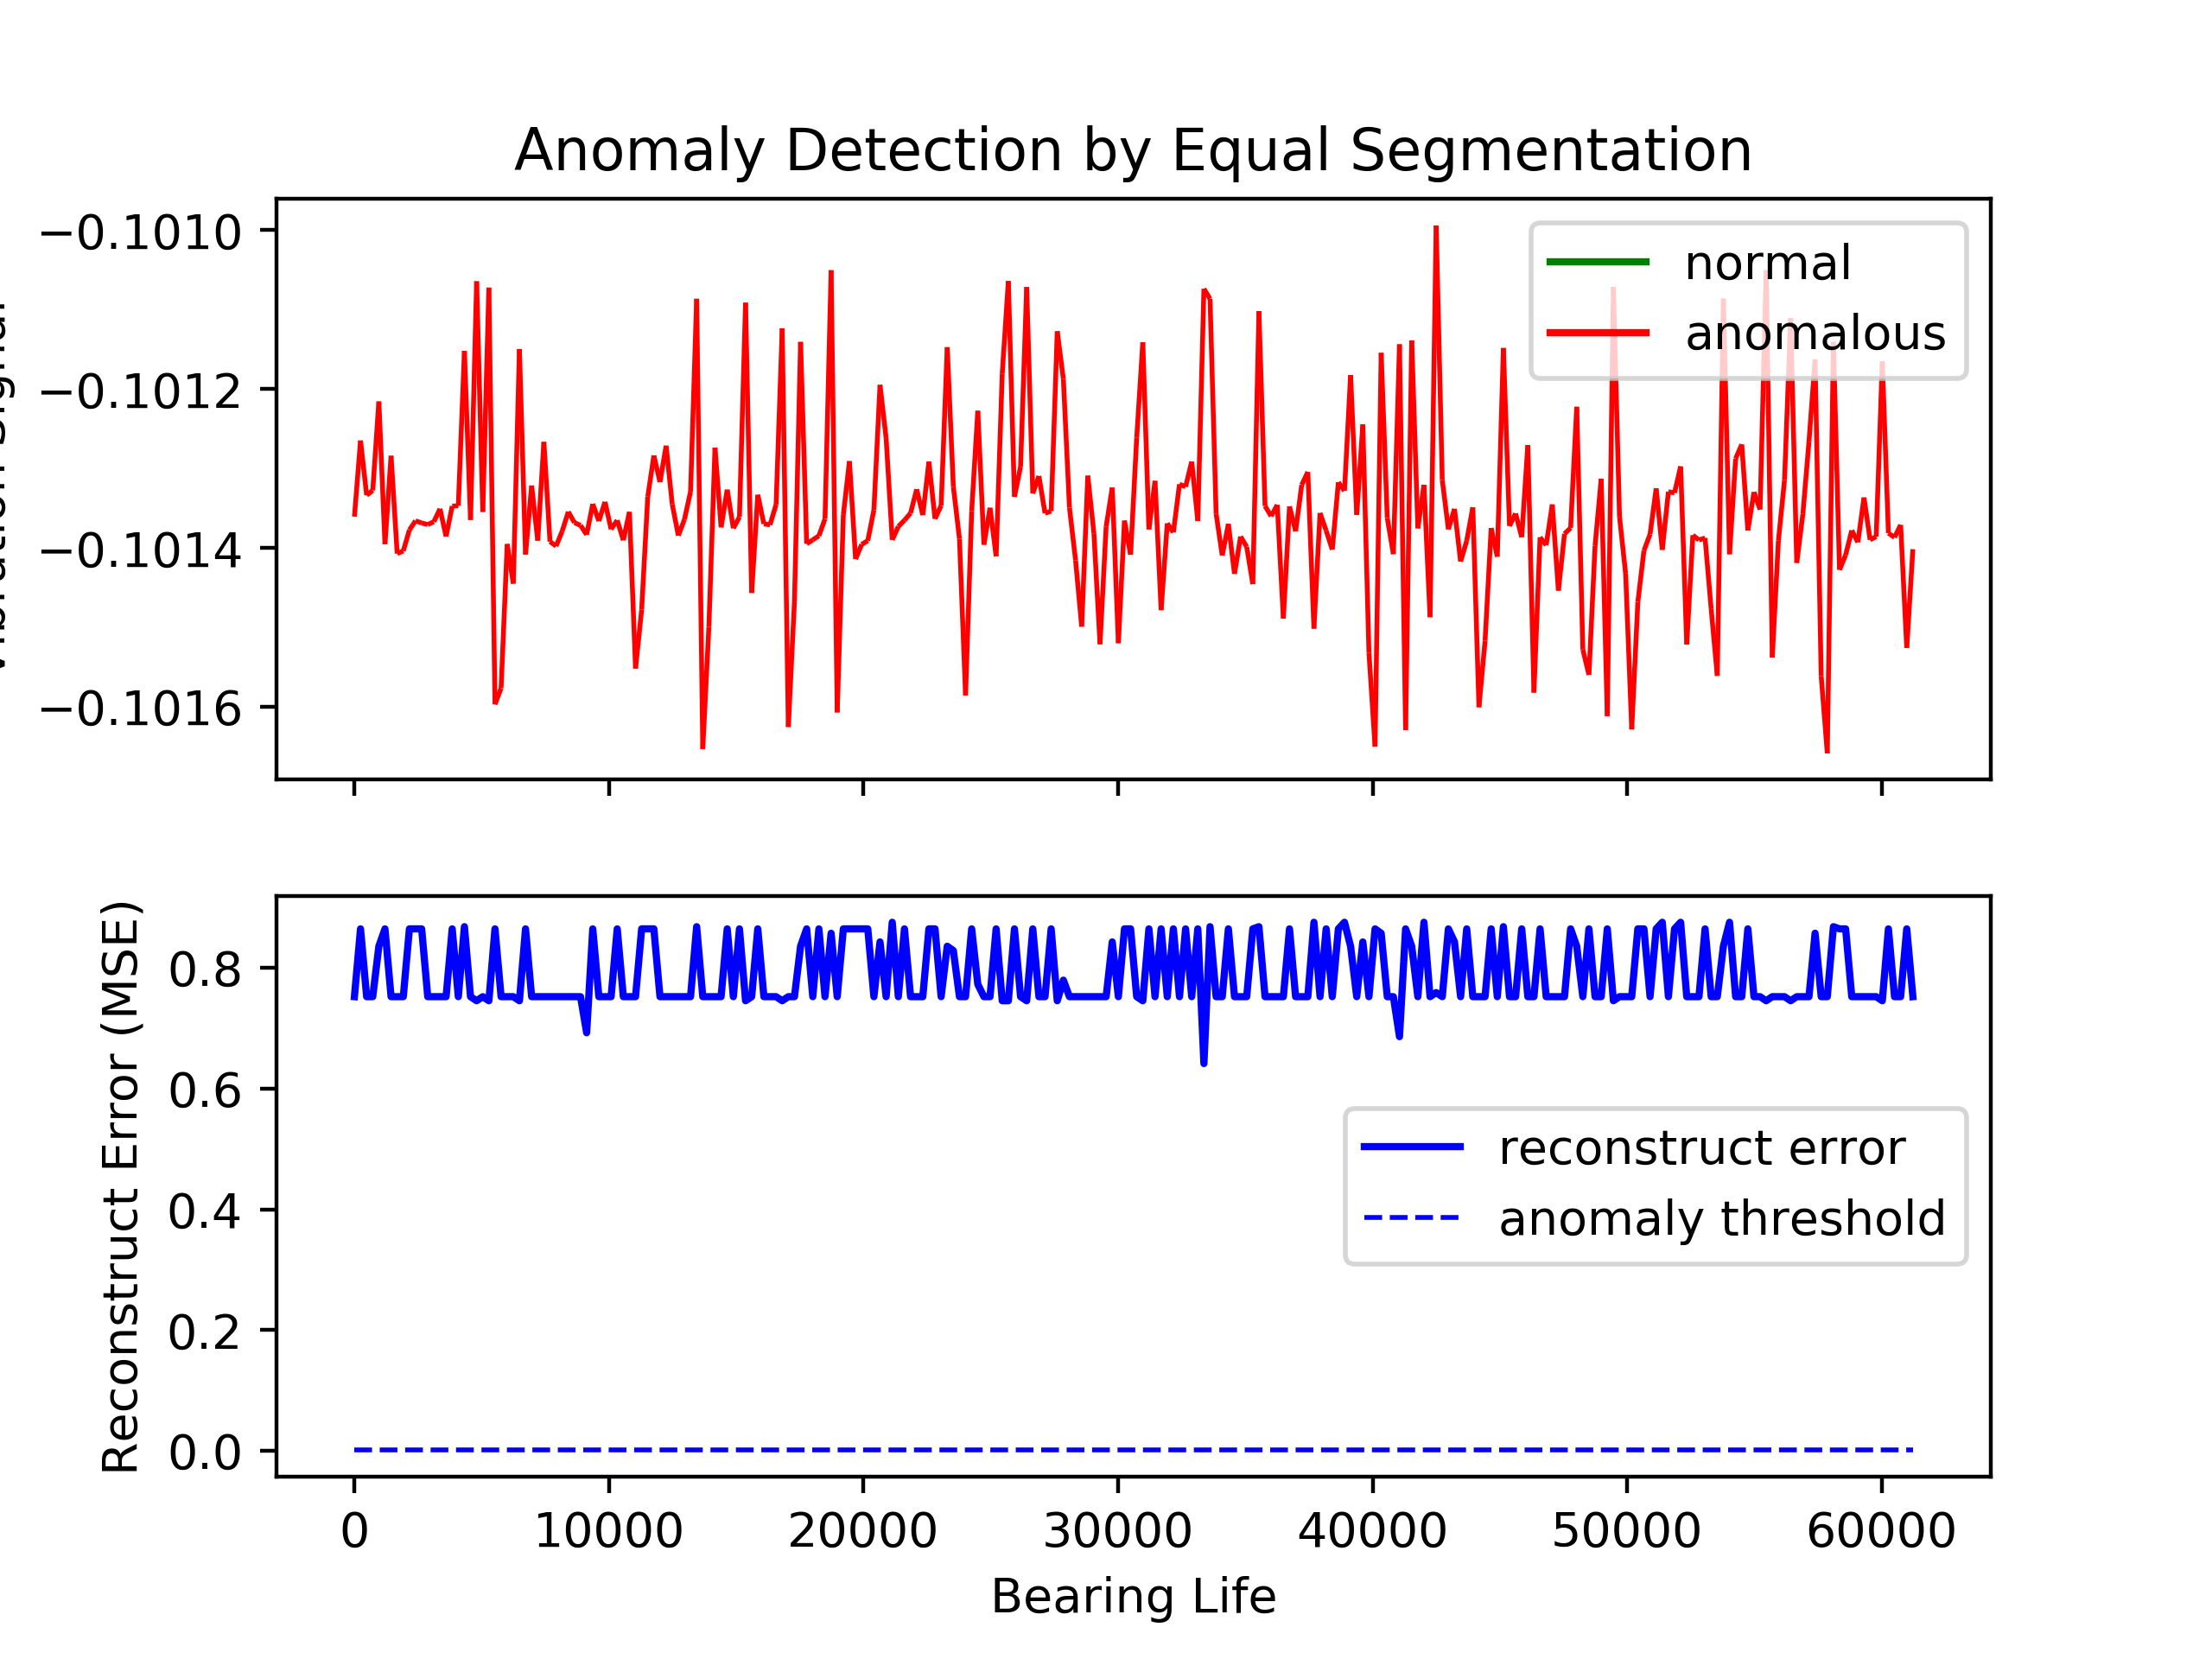 Anomaly Detection by Equal Segmentation
−0.1010
−0.1012
−0.1014
−0.1016
normal
anomalous
Reconstruct Error (MSE)
0.8
0.6
0.4
0.2
0.0
reconstruct error
anomaly threshold
0 10000 20000 30000 40000 50000 60000
Bearing Life